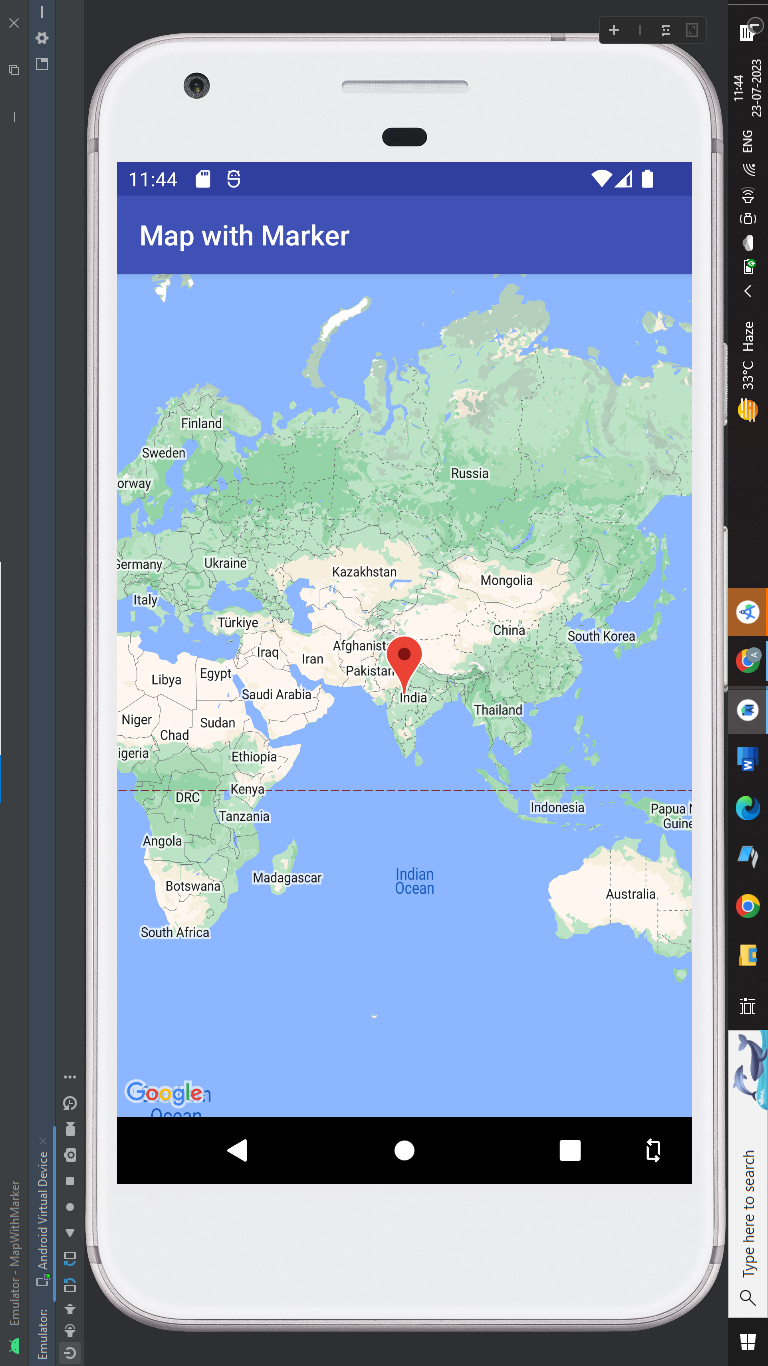 Emulator - MapWithMarker
Emulator:
Android Virtual Device
1:1
11:44
Map with Marker
Finland
Sweden
orway
Russia
Germany
Ukraine
Kazakhstan
Mongolia
Italy
Türkiye
China
South Korea
Afghanist
Iraq
Iran
Pakistan
Libya
Egypt
Saudi Arabia
India
Niger
Sudan
Thailand
Chad
igeria
Ethiopia
DRC
Kenya
Indonesia
Tanzania
Papua N
Guine
Angola
Madagascar
Indian
Ocean
Botswana
Australia
South Africa
Google
Ocean
Type here to search
33°C Haze
ENG
11:44
23-07-2023
1